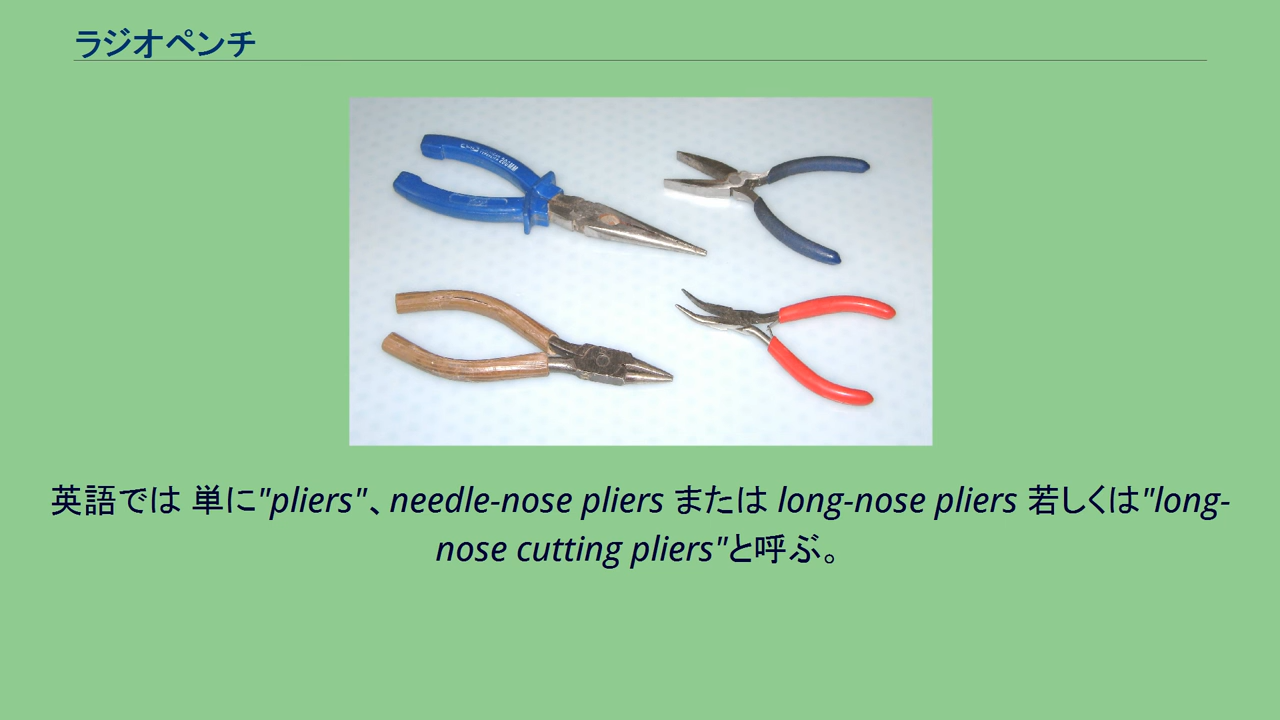 ラジオペンチ
英語では 単に"pliers"、needle-nose pliers または long-nose pliers 若しくは"long-
nose cutting pliers"と呼ぶ。